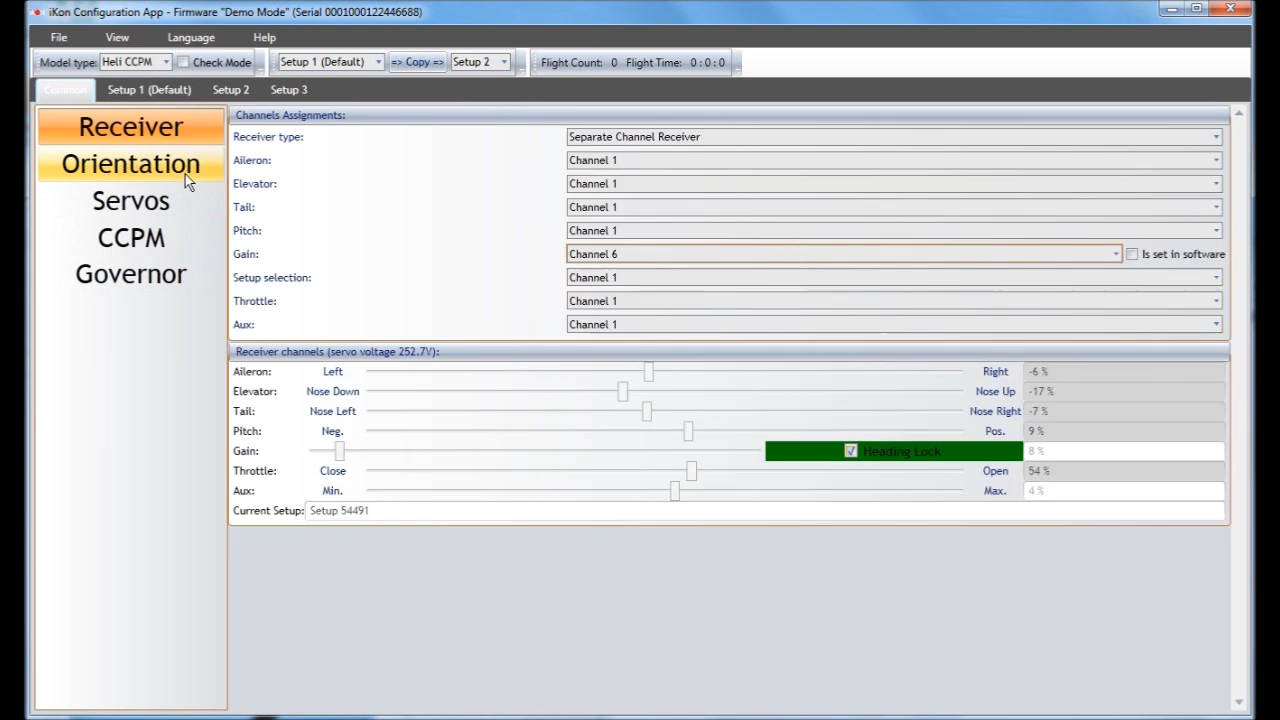 iKon Configuration App - Firmware "Demo Mode" (Serial 0001000122446688)
File View Language Help
Model type: Heli CCPM Check Mode Setup 1 (Default) => Copy => Setup 2 Flight Count: 0 Flight Time: 0 : 0 : 0
Common Setup 1 (Default) Setup 2 Setup 3
Receiver
Orientation
Servos
CCPM
Governor
Channels Assignments:
Receiver type: Separate Channel Receiver
Aileron: Channel 1
Elevator: Channel 1
Tail: Channel 1
Pitch: Channel 1
Gain: Channel 6 Is set in software
Setup selection: Channel 1
Throttle: Channel 1
Aux: Channel 1
Receiver channels (servo voltage 252.7V):
Aileron: Left Right -6 %
Elevator: Nose Down Nose Up -17 %
Tail: Nose Left Nose Right -7 %
Pitch: Neg. Pos. 9 %
Gain: Heading Lock 8 %
Throttle: Close Open 54 %
Aux: Min. Max. 4 %
Current Setup: Setup 54491